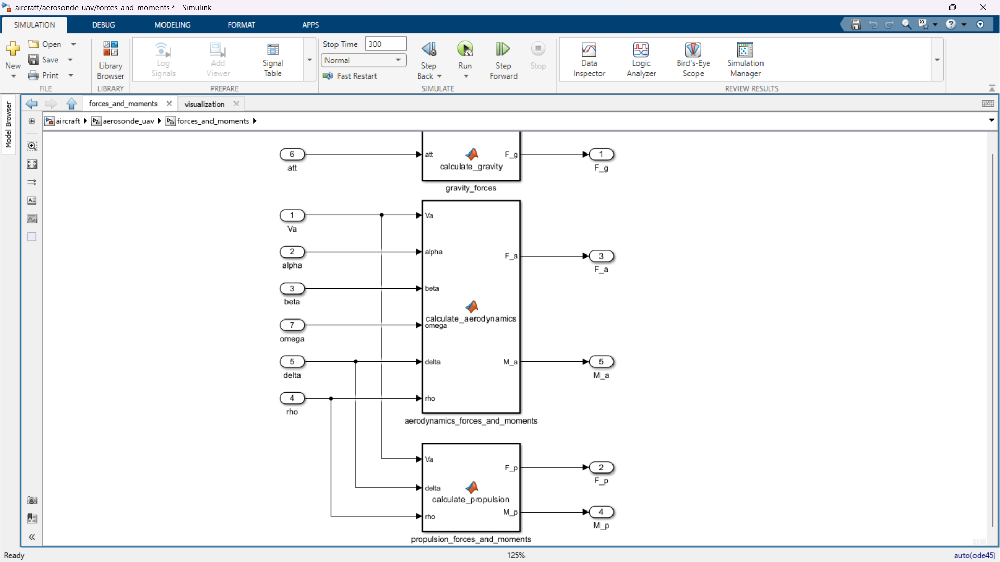 aircraft/aerosonde_uav/forces_and_moments * - Simulink
SIMULATION DEBUG MODELING FORMAT APPS
New
Open
Save
Print
FILE
Library
Browser
LIBRARY
Log
Signals
Add
Viewer
Signal
Table
PREPARE
Stop Time 300
Normal
Fast Restart
Step
Back
Run
Step
Forward
Stop
SIMULATE
Data
Inspector
Logic
Analyzer
Bird's-Eye
Scope
Simulation
Manager
REVIEW RESULTS
Model Browser
forces_and_moments
visualization
aircraft
aerosonde_uav
forces_and_moments
6
att
att
F_g
calculate_gravity
gravity_forces
1
F_g
1
Va
2
alpha
3
beta
7
omega
5
delta
4
rho
Va
alpha
beta
omega
delta
rho
calculate_aerodynamics
F_a
M_a
aerodynamics_forces_and_moments
3
F_a
5
M_a
Va
delta
rho
calculate_propulsion
F_p
M_p
propulsion_forces_and_moments
2
F_p
4
M_p
Ready
125%
auto(ode45)